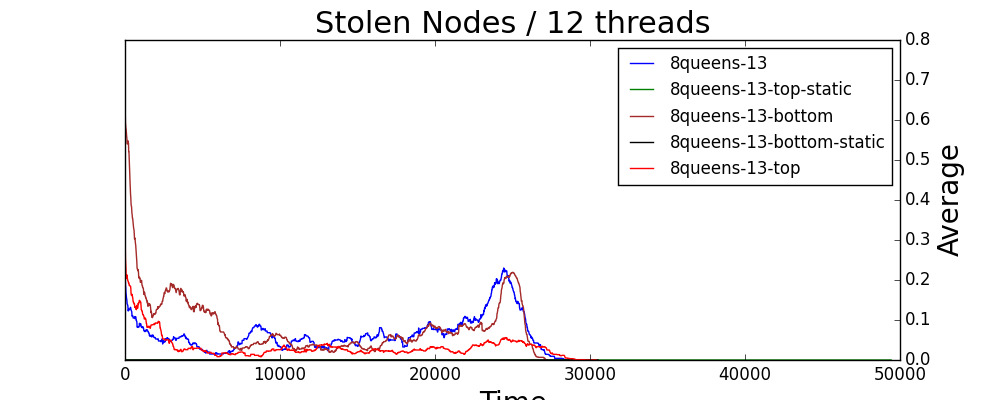 Stolen Nodes / 12 threads
8queens-13
8queens-13-top-static
8queens-13-bottom
8queens-13-bottom-static
8queens-13-top
0.8
0.7
0.6
0.5
0.4
0.3
0.2
0.1
0.0
Average
0 10000 20000 30000 40000 50000
Time